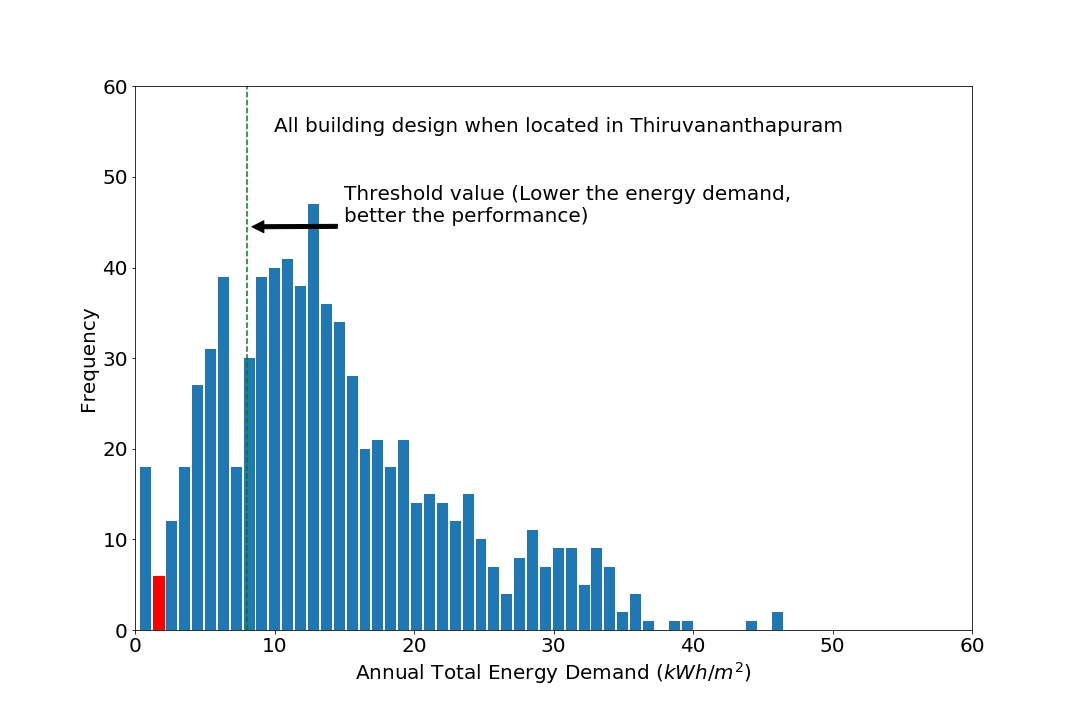 60
All building design when located in Thiruvananthapuram
50
Threshold value (Lower the energy demand,
better the performance)
40
30
Frequency
20
10
0
0 10 20 30 40 50 60
Annual Total Energy Demand (kWh/m²)